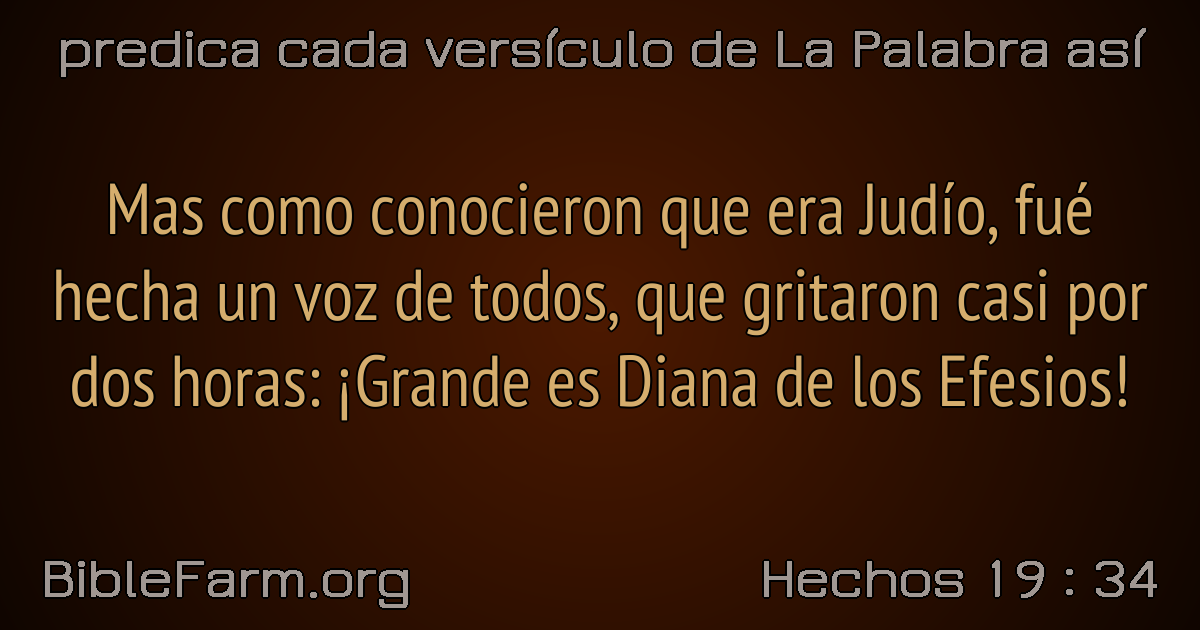 predica cada versículo de La Palabra así
Mas como conocieron que era Judío, fué
hecha un voz de todos, que gritaron casi por
dos horas: ¡Grande es Diana de los Efesios!
BibleFarm.org
Hechos 19 : 34